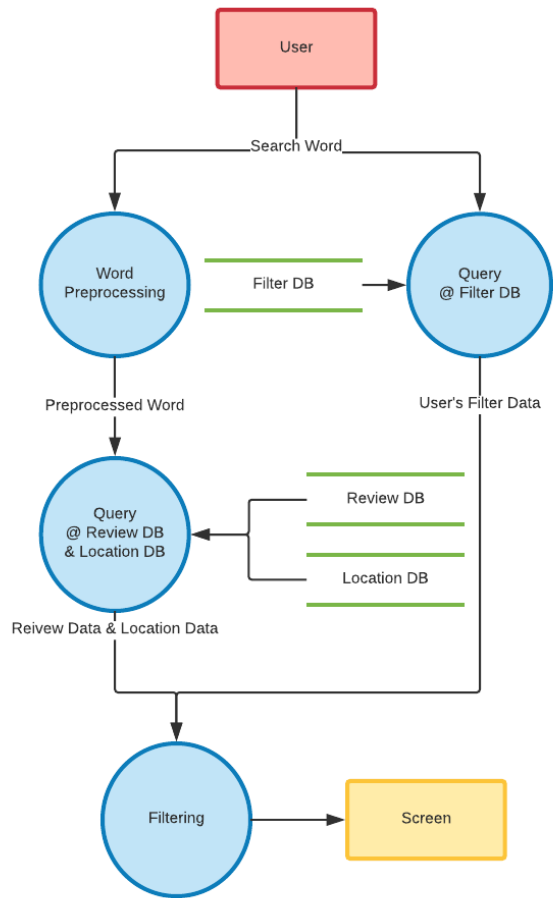 User
Search Word
Word
Preprocessing
Filter DB
Query
@ Filter DB
Preprocessed Word
User's Filter Data
Query
@ Review DB
& Location DB
Review DB
Location DB
Reivew Data & Location Data
Filtering
Screen